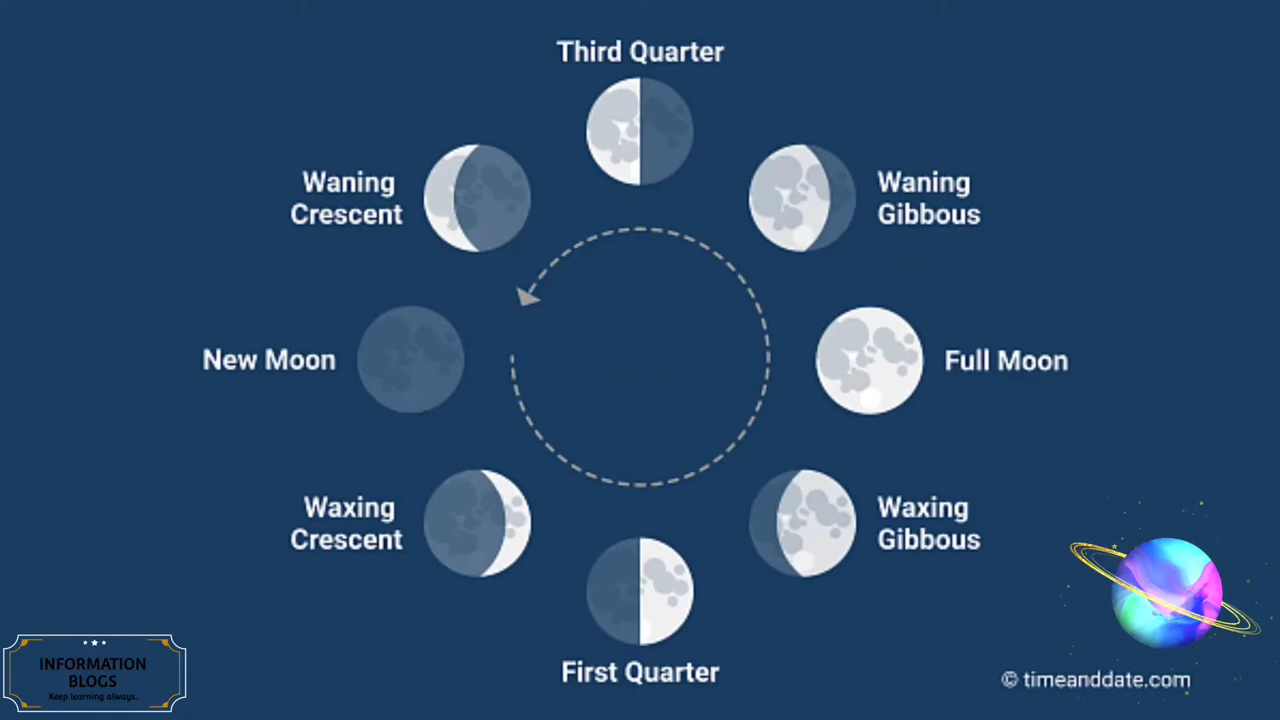 Third Quarter
Waning
Crescent
Waning
Gibbous
New Moon
Full Moon
Waxing
Crescent
Waxing
Gibbous
First Quarter
INFORMATION
BLOGS
Keep learning always..
© timeanddate.com